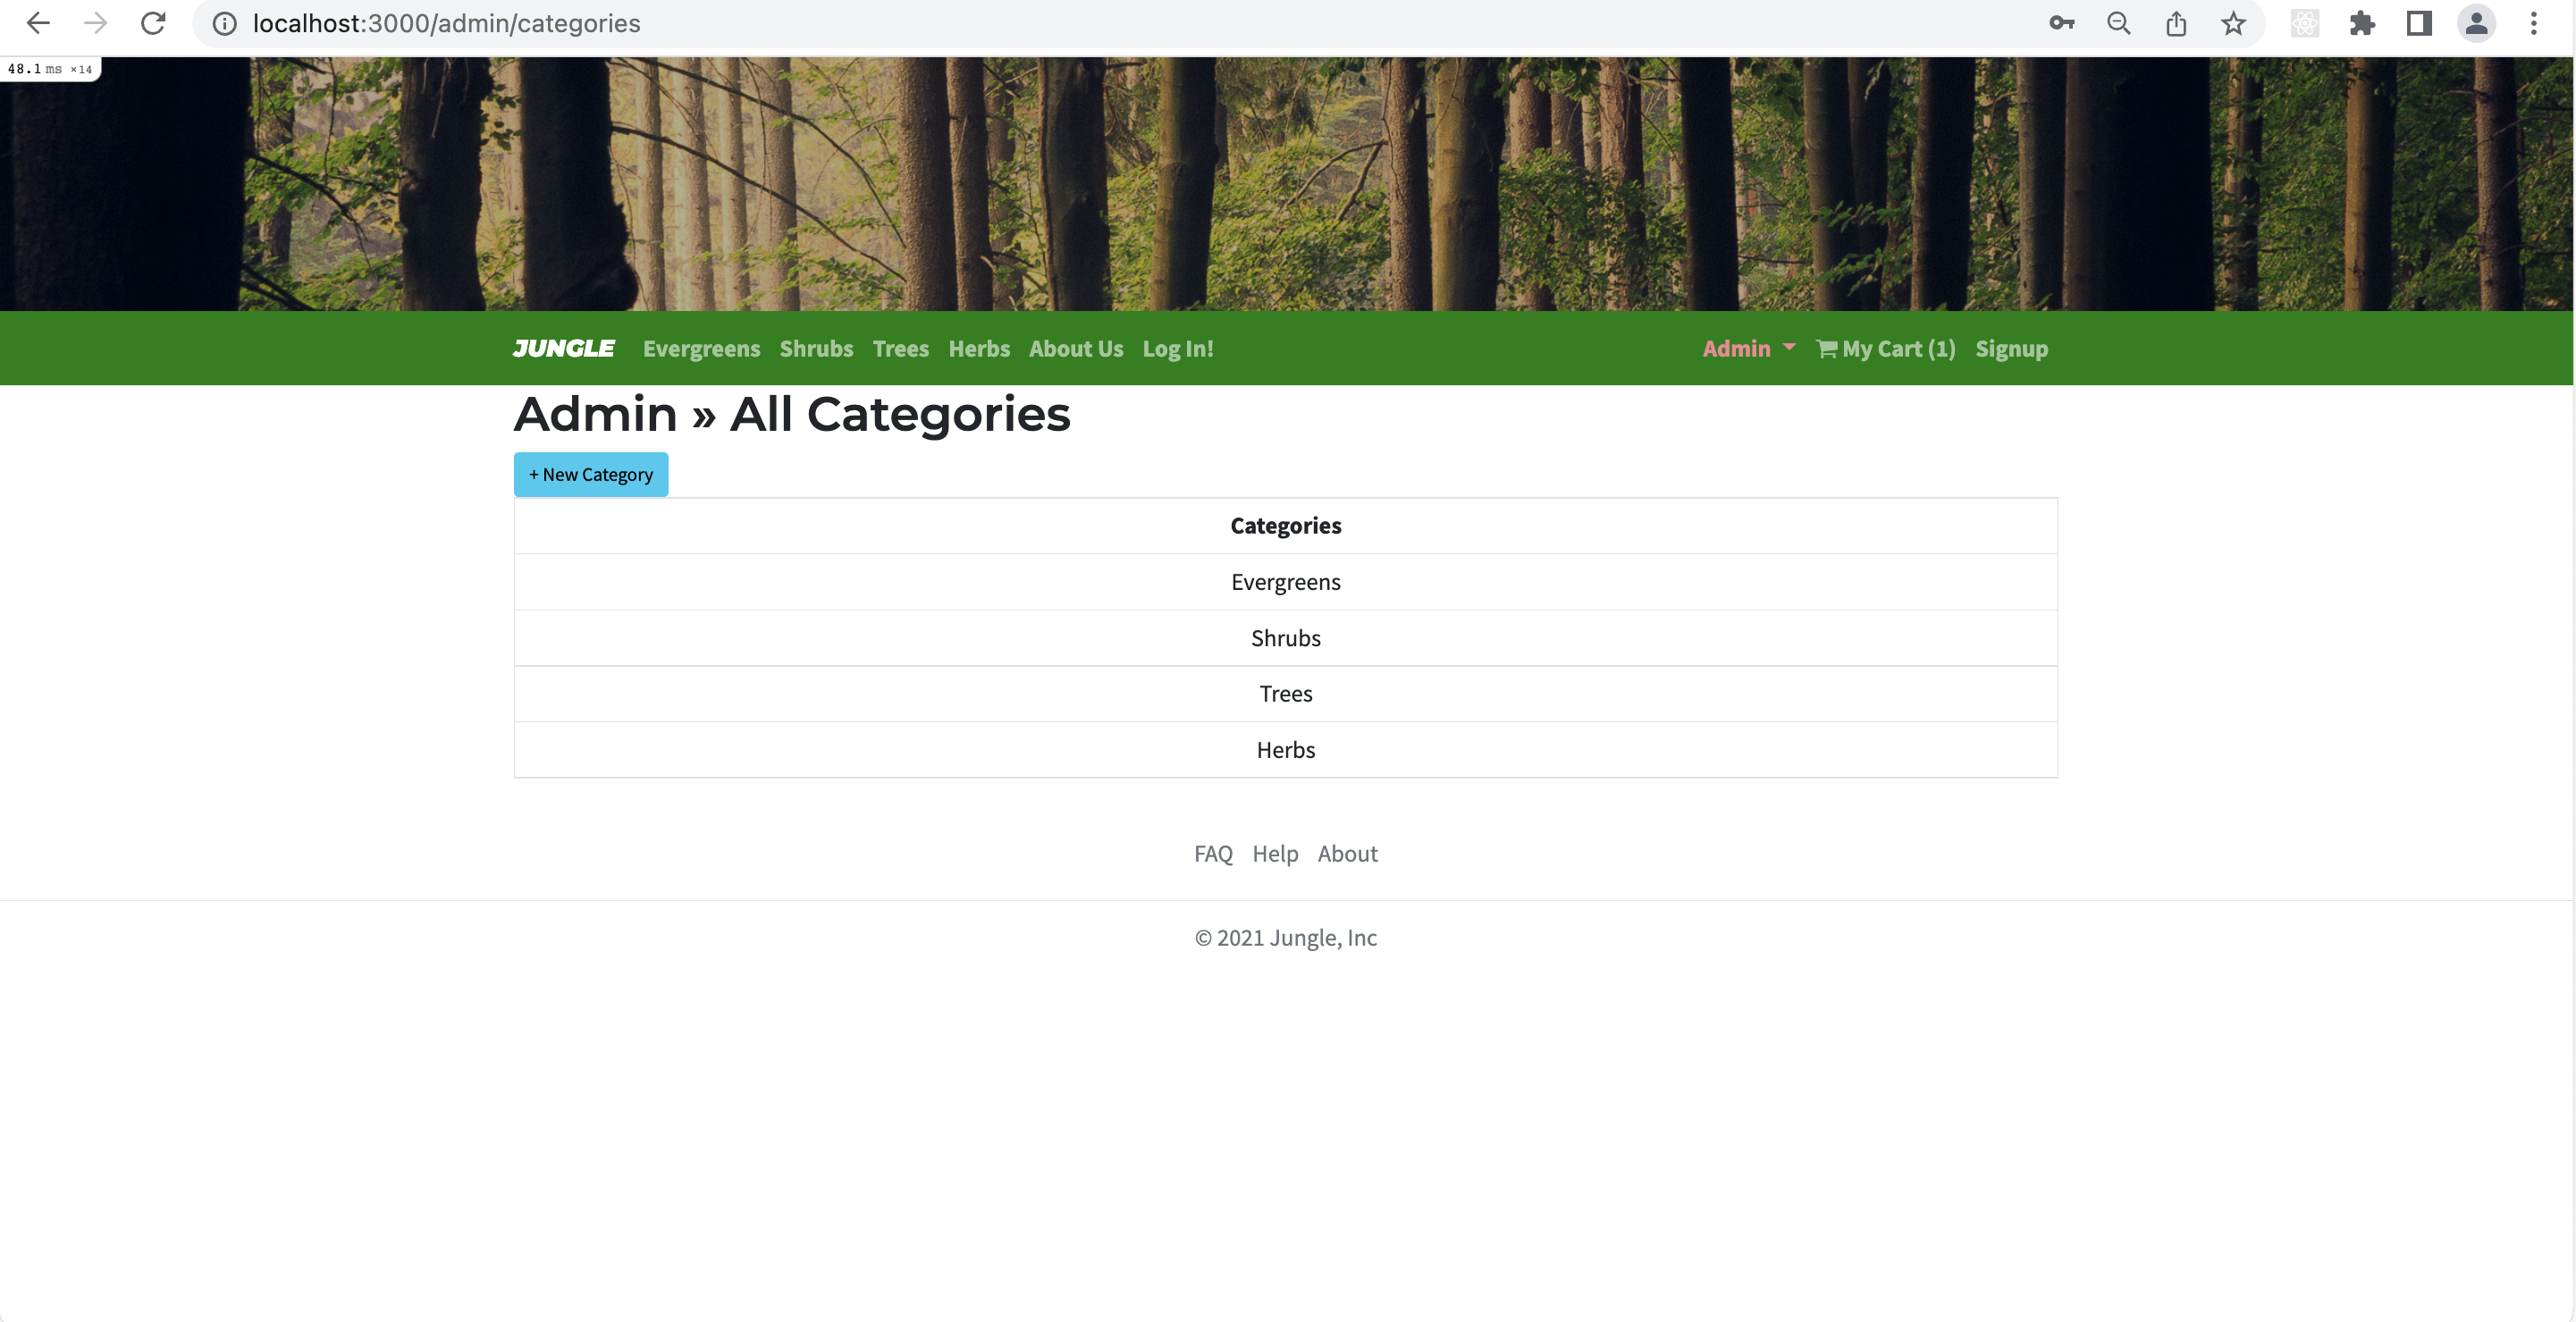 localhost:3000/admin/categories
48.1 ms ×14
JUNGLE Evergreens Shrubs Trees Herbs About Us Log In! Admin My Cart (1) Signup
Admin » All Categories
+ New Category
Categories
Evergreens
Shrubs
Trees
Herbs
FAQ Help About
© 2021 Jungle, Inc